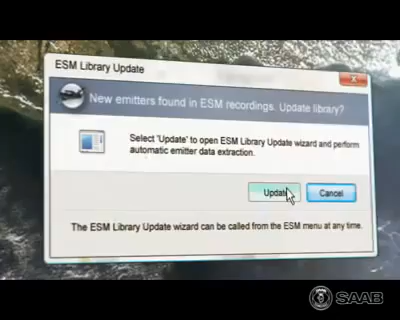 ESM Library Update
New emitters found in ESM recordings. Update library?
Select 'Update' to open ESM Library Update wizard and perform
automatic emitter data extraction.
Update
Cancel
The ESM Library Update wizard can be called from the ESM menu at any time.
SAAB